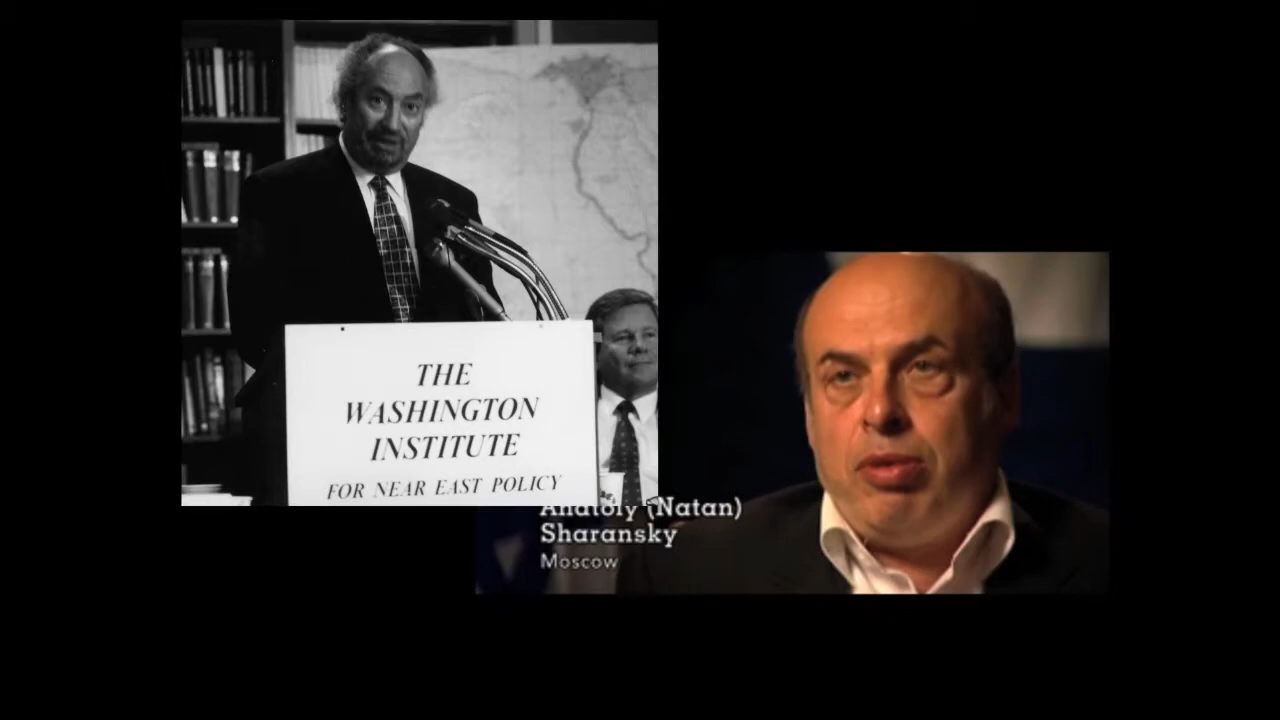 THE
WASHINGTON
INSTITUTE
FOR NEAR EAST POLICY
Anatoly (Natan)
Sharansky
Moscow